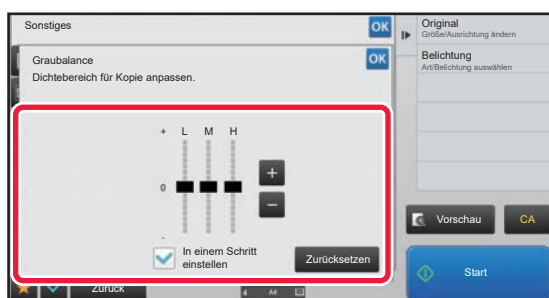 Sonstiges
OK
Graubalance
OK
Dichtebereich für Kopie anpassen.
+ L M H
0
-
+
−
In einem Schritt
einstellen
Zurücksetzen
Zurück
A4
Original
Größe/Ausrichtung ändern
Belichtung
Art/Belichtung auswählen
Vorschau
CA
Start